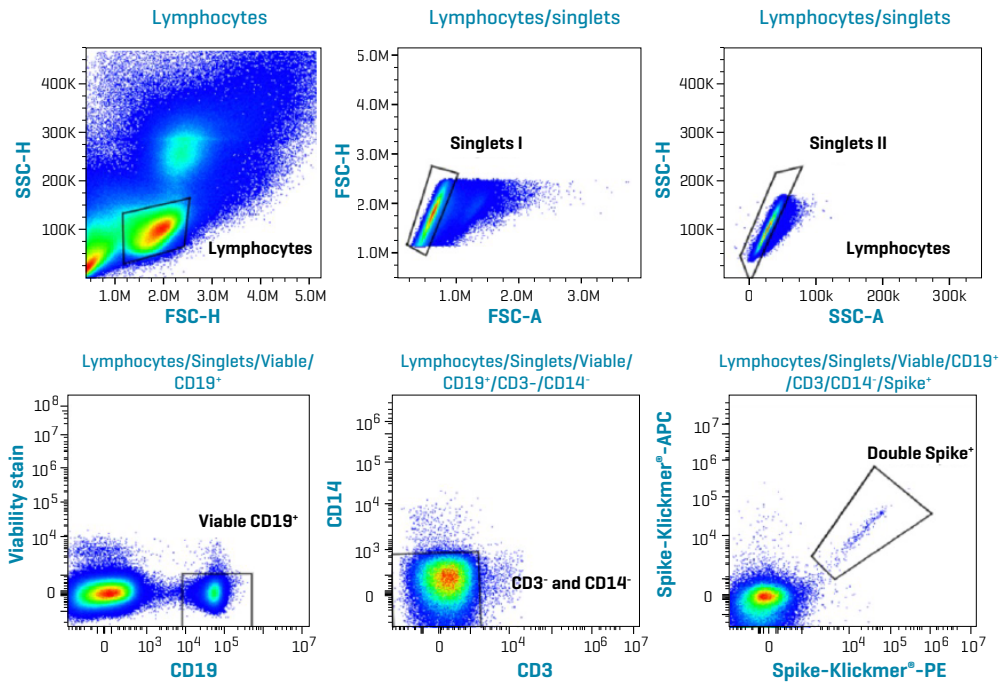 Lymphocytes
SSC-H
400K
300K
200K
100K
Lymphocytes
1.0M 2.0M 3.0M 4.0M 5.0M
FSC-H
Lymphocytes/singlets
FSC-H
5.0M
4.0M
3.0M
2.0M
1.0M
Singlets I
1.0M 2.0M 3.0M
FSC-A
Lymphocytes/singlets
SSC-H
400K
300K
200K
100K
Singlets II
Lymphocytes
0 100k 200k 300k
SSC-A
Lymphocytes/Singlets/Viable/
CD19⁺
Viability stain
10⁸
10⁷
10⁶
10⁵
10⁴
0
Viable CD19⁺
0 10³ 10⁴ 10⁵ 10⁷
CD19
Lymphocytes/Singlets/Viable/
CD19⁺/CD3-/CD14⁻
CD14
10⁶
10⁵
10⁴
10³
0
CD3⁻ and CD14⁻
0 10⁴ 10⁵ 10⁶ 10⁷
CD3
Lymphocytes/Singlets/Viable/CD19⁺
/CD3/CD14⁻/Spike⁺
Spike-Klickmer®-APC
10⁷
10⁶
10⁵
10⁴
0
Double Spike⁺
0 10⁴ 10⁵ 10⁶ 10⁷
Spike-Klickmer®-PE